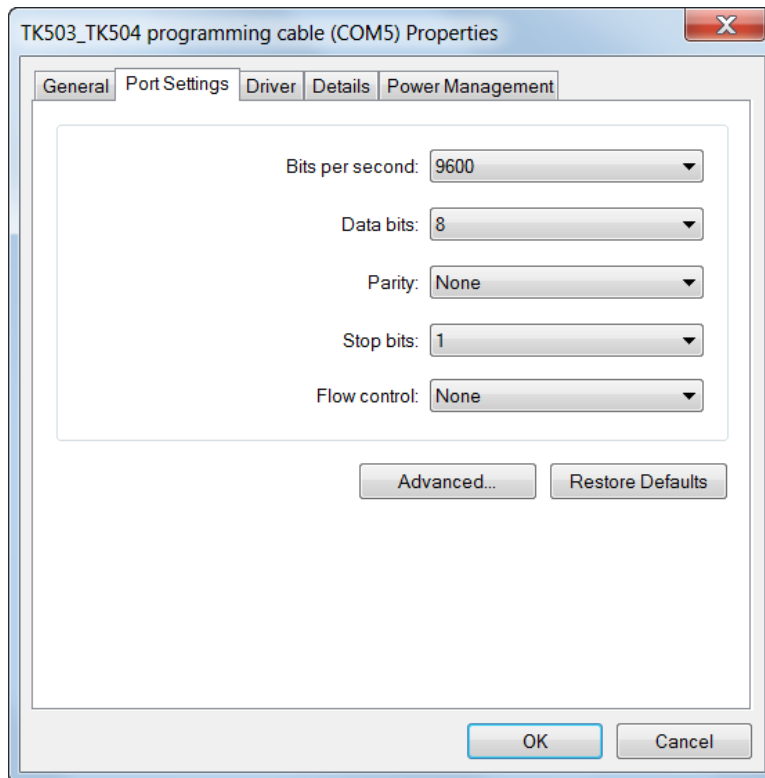 TK503_TK504 programming cable (COM5) Properties
General Port Settings Driver Details Power Management
Bits per second: 9600
Data bits: 8
Parity: None
Stop bits: 1
Flow control: None
Advanced... Restore Defaults
OK Cancel